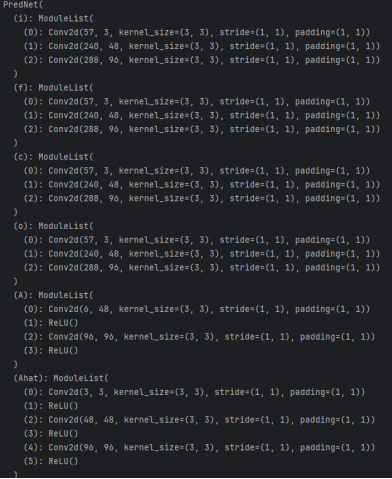 PredNet(
  (i): ModuleList(
    (0): Conv2d(57, 3, kernel_size=(3, 3), stride=(1, 1), padding=(1, 1))
    (1): Conv2d(240, 48, kernel_size=(3, 3), stride=(1, 1), padding=(1, 1))
    (2): Conv2d(288, 96, kernel_size=(3, 3), stride=(1, 1), padding=(1, 1))
  )
  (f): ModuleList(
    (0): Conv2d(57, 3, kernel_size=(3, 3), stride=(1, 1), padding=(1, 1))
    (1): Conv2d(240, 48, kernel_size=(3, 3), stride=(1, 1), padding=(1, 1))
    (2): Conv2d(288, 96, kernel_size=(3, 3), stride=(1, 1), padding=(1, 1))
  )
  (c): ModuleList(
    (0): Conv2d(57, 3, kernel_size=(3, 3), stride=(1, 1), padding=(1, 1))
    (1): Conv2d(240, 48, kernel_size=(3, 3), stride=(1, 1), padding=(1, 1))
    (2): Conv2d(288, 96, kernel_size=(3, 3), stride=(1, 1), padding=(1, 1))
  )
  (o): ModuleList(
    (0): Conv2d(57, 3, kernel_size=(3, 3), stride=(1, 1), padding=(1, 1))
    (1): Conv2d(240, 48, kernel_size=(3, 3), stride=(1, 1), padding=(1, 1))
    (2): Conv2d(288, 96, kernel_size=(3, 3), stride=(1, 1), padding=(1, 1))
  )
  (A): ModuleList(
    (0): Conv2d(6, 48, kernel_size=(3, 3), stride=(1, 1), padding=(1, 1))
    (1): ReLU()
    (2): Conv2d(96, 96, kernel_size=(3, 3), stride=(1, 1), padding=(1, 1))
    (3): ReLU()
  )
  (Ahat): ModuleList(
    (0): Conv2d(3, 3, kernel_size=(3, 3), stride=(1, 1), padding=(1, 1))
    (1): ReLU()
    (2): Conv2d(48, 48, kernel_size=(3, 3), stride=(1, 1), padding=(1, 1))
    (3): ReLU()
    (4): Conv2d(96, 96, kernel_size=(3, 3), stride=(1, 1), padding=(1, 1))
    (5): ReLU()
  )